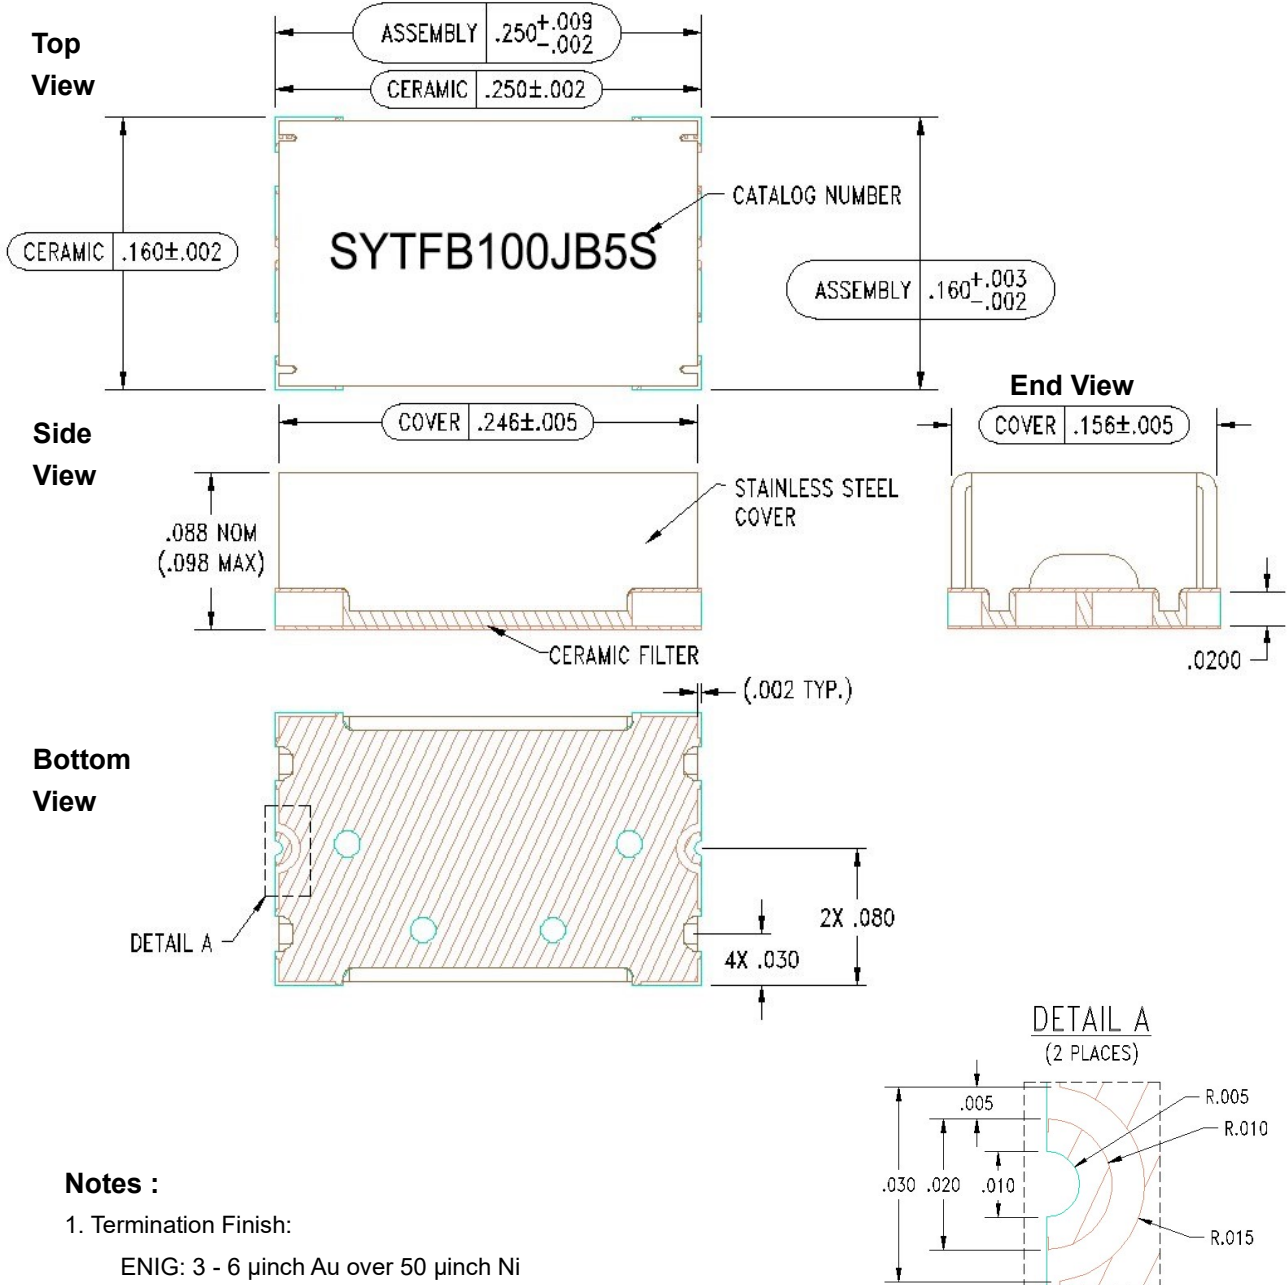 Top
View
ASSEMBLY .250+.009
-.002
CERAMIC .250±.002
CERAMIC .160±.002
SYTFB100JB5S
CATALOG NUMBER
ASSEMBLY .160+.003
-.002
Side
View
COVER .246±.005
End View
COVER .156±.005
.088 NOM
(.098 MAX)
STAINLESS STEEL
COVER
CERAMIC FILTER
.0200
Bottom
View
(.002 TYP.)
DETAIL A
2X .080
4X .030
DETAIL A
(2 PLACES)
.005
R.005
R.010
.030 .020 .010
R.015
Notes :
1. Termination Finish:
ENIG: 3 - 6 µinch Au over 50 µinch Ni